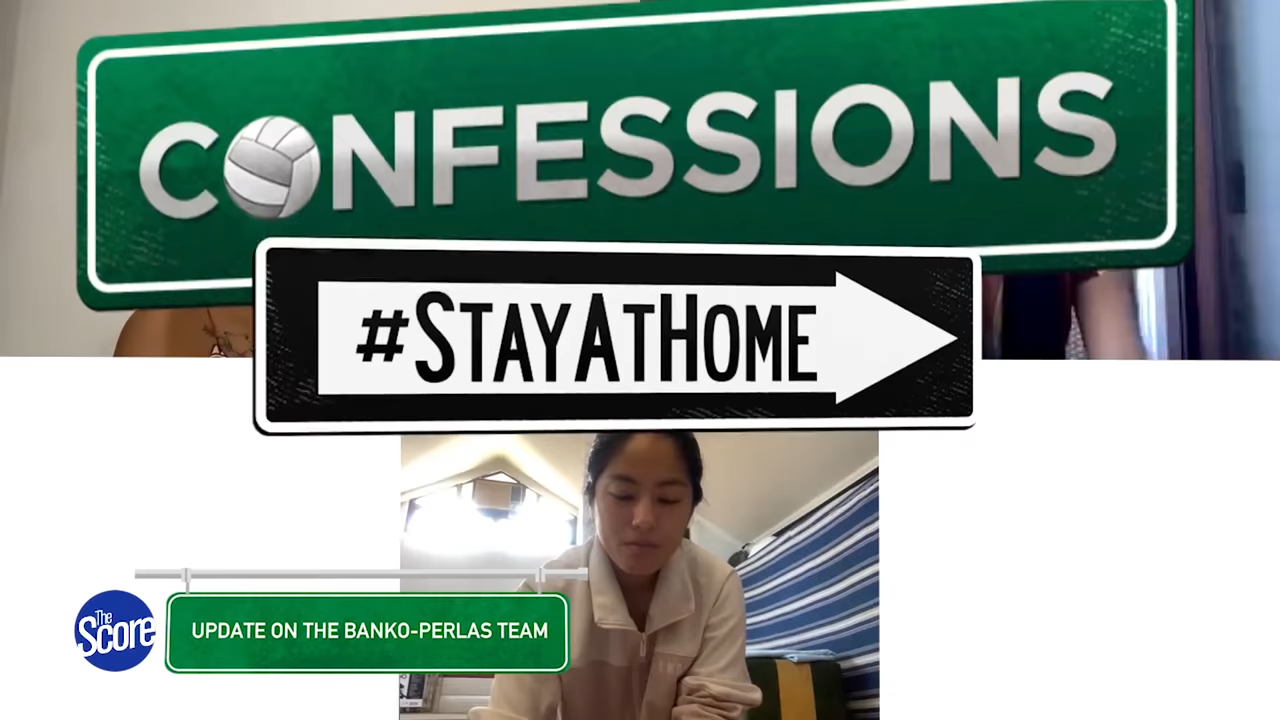 CONFESSIONS
#STAYATHOME
The Score
UPDATE ON THE BANKO-PERLAS TEAM